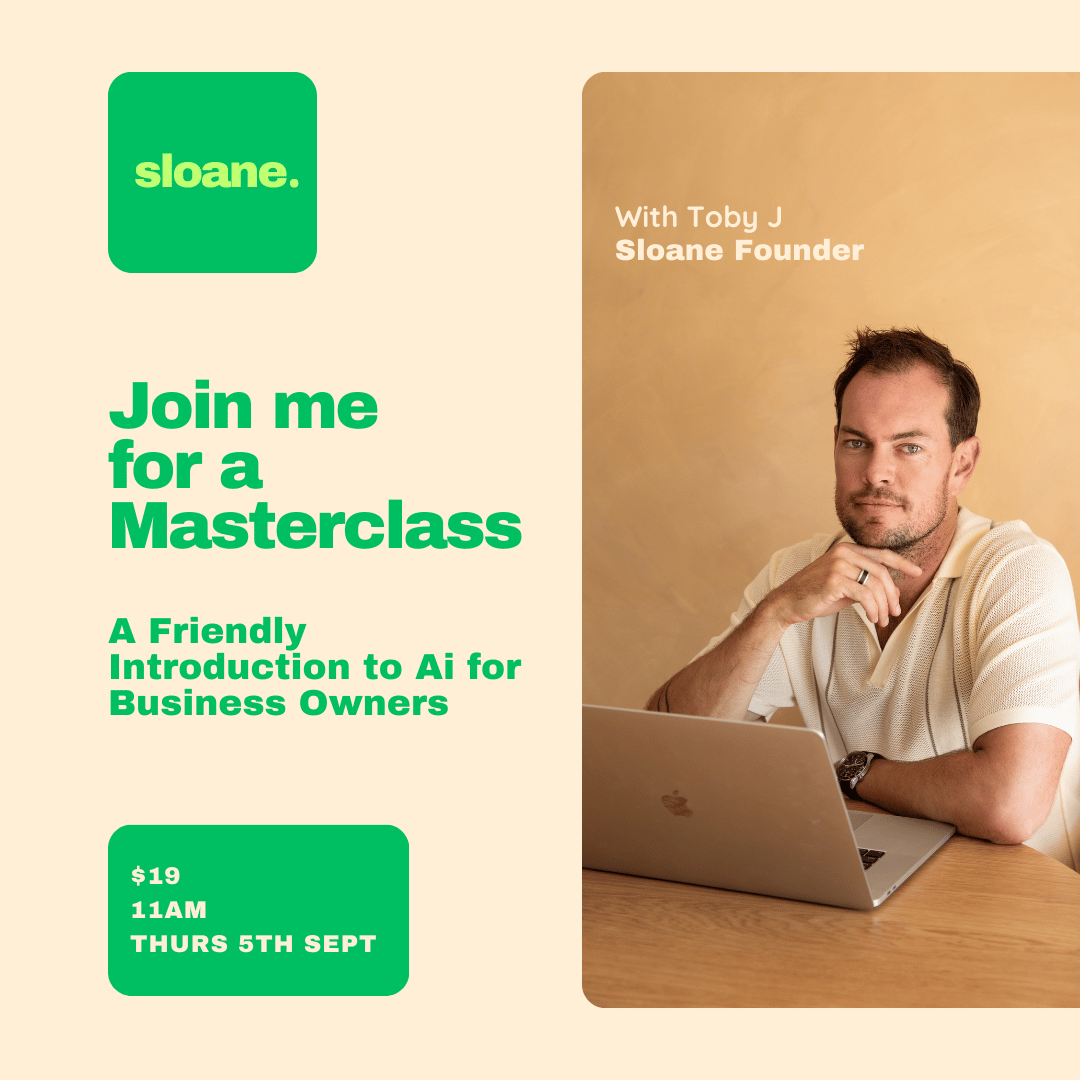 sloane.
Join me
for a
Masterclass
A Friendly
Introduction to Ai for
Business Owners
$19
11AM
THURS 5TH SEPT
With Toby J
Sloane Founder